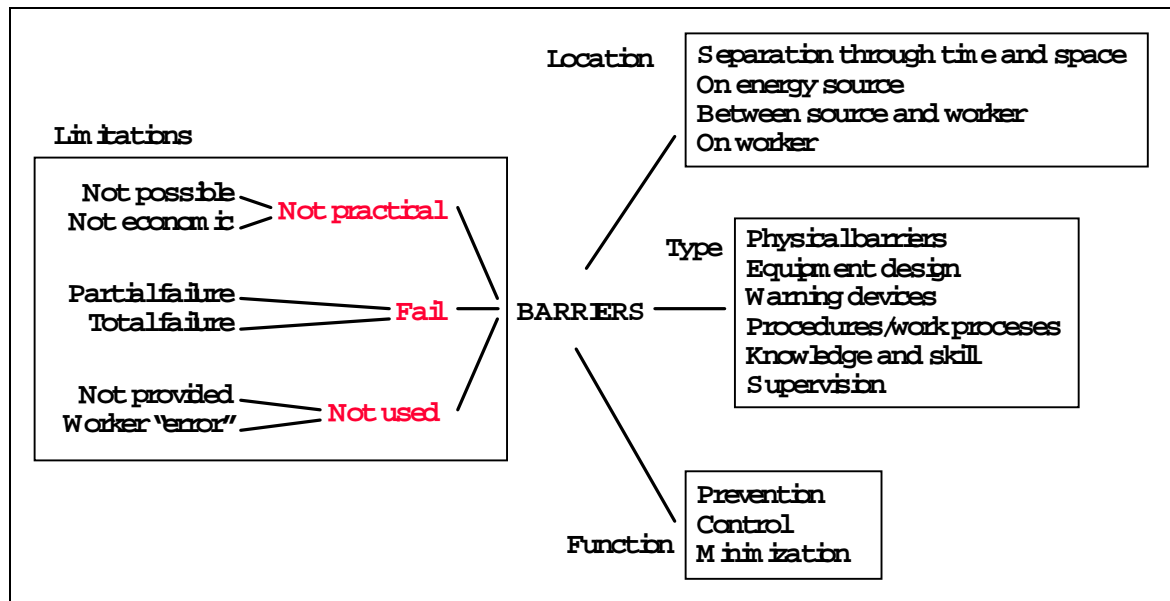 Limitations
Not possible
Not economic
Not practical
Partial failure
Total failure
Fail
Not provided
Worker “error”
Not used
BARRIERS
Location
Separation through time and space
On energy source
Between source and worker
On worker
Type
Physical barriers
Equipment design
Warning devices
Procedures/work proceses
Knowledge and skill
Supervision
Function
Prevention
Control
Minimization